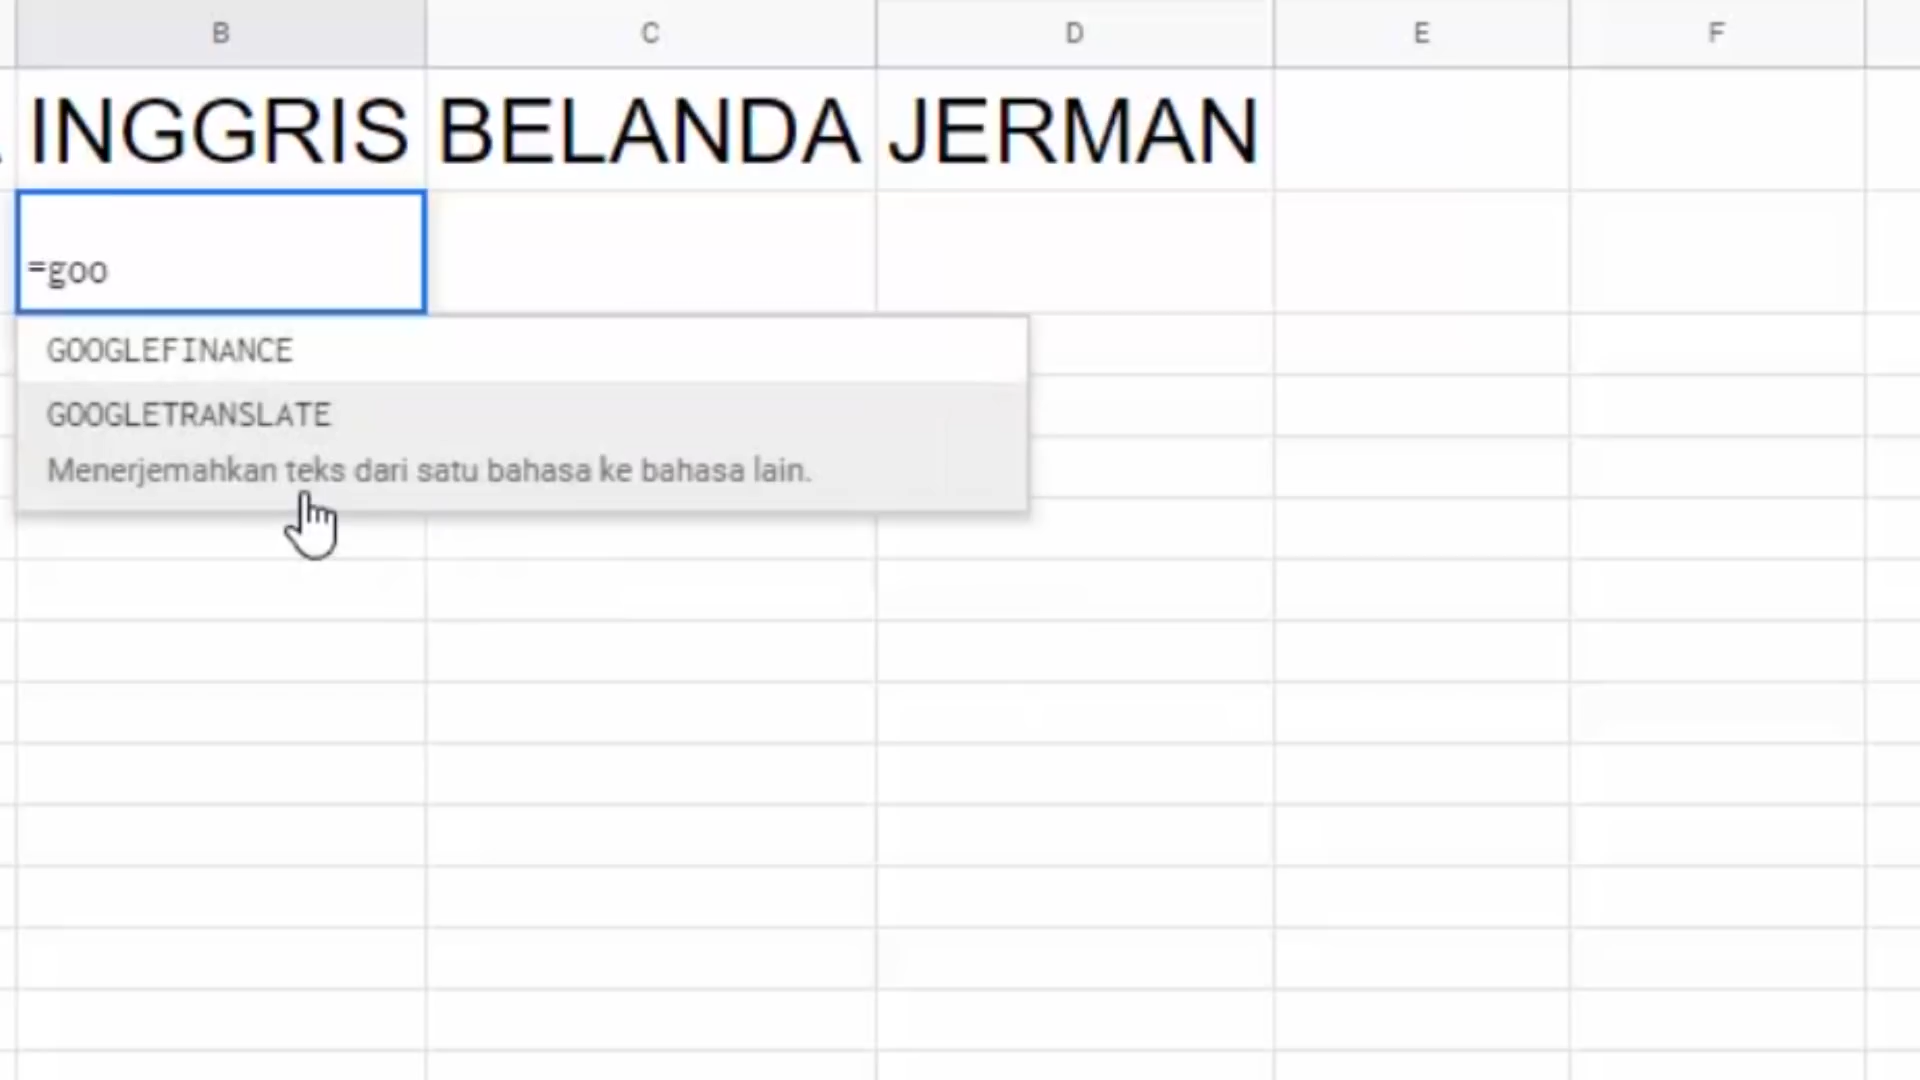 B C D E F
INGGRIS BELANDA JERMAN
=goo
GOOGLEFINANCE
GOOGLETRANSLATE
Menerjemahkan teks dari satu bahasa ke bahasa lain.